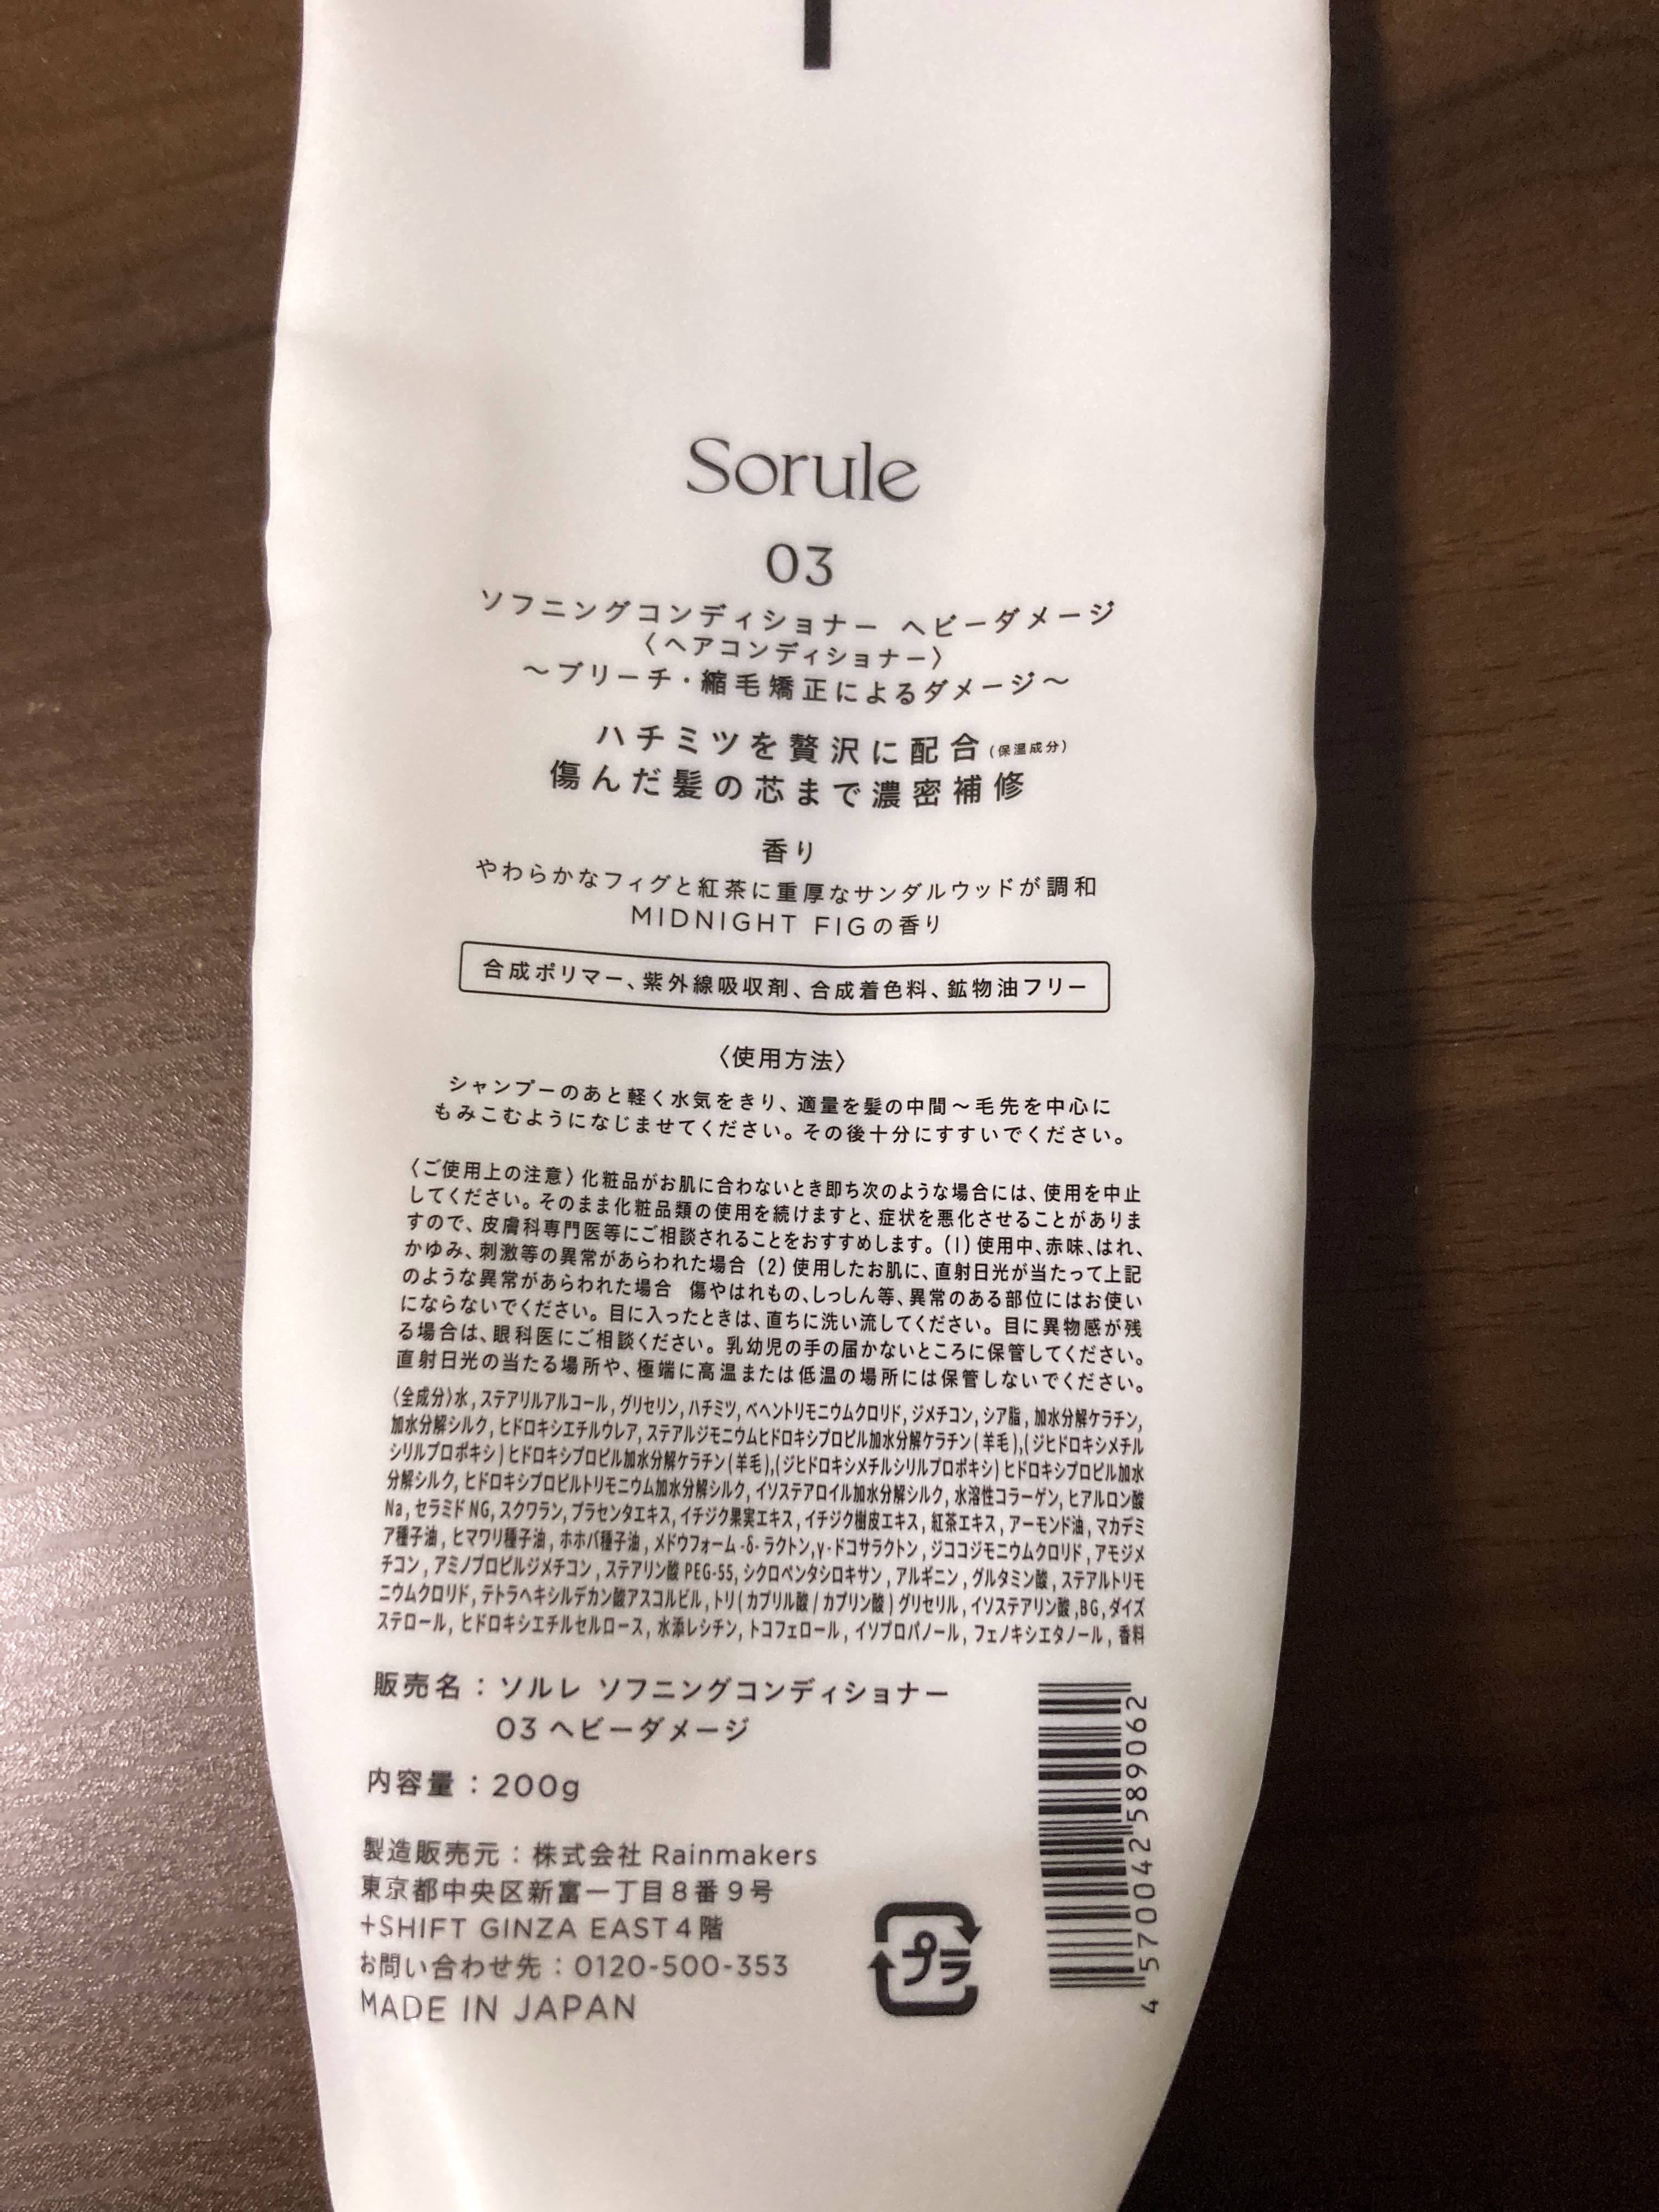 Sorule
03
ソフニングコンディショナー ヘビーダメージ
〈ヘアコンディショナー〉
～ブリーチ・縮毛矯正によるダメージ～
ハチミツを贅沢に配合(保湿成分)
傷んだ髪の芯まで濃密補修
香り
やわらかなフィグと紅茶に重厚なサンダルウッドが調和
MIDNIGHT FIGの香り
合成ポリマー、紫外線吸収剤、合成着色料、鉱物油フリー
〈使用方法〉
シャンプーのあと軽く水気をきり、適量を髪の中間～毛先を中心に
もみこむようになじませてください。その後十分にすすいでください。
〈ご使用上の注意〉化粧品がお肌に合わないとき即ち次のような場合には、使用を中止
してください。そのまま化粧品類の使用を続けますと、症状を悪化させることがありま
すので、皮膚科専門医等にご相談されることをおすすめします。(1)使用中、赤味、はれ、
かゆみ、刺激等の異常があらわれた場合 (2)使用したお肌に、直射日光が当たって上記
のような異常があらわれた場合　傷やはれもの、しっしん等、異常のある部位にはお使い
にならないでください。目に入ったときは、直ちに洗い流してください。目に異物感が残
る場合は、眼科医にご相談ください。乳幼児の手の届かないところに保管してください。
直射日光の当たる場所や、極端に高温または低温の場所には保管しないでください。
〈全成分〉水,ステアリルアルコール,グリセリン,ハチミツ,ベヘントリモニウムクロリド,ジメチコン,シア脂,加水分解ケラチン,
加水分解シルク,ヒドロキシエチルウレア,ステアルジモニウムヒドロキシプロピル加水分解ケラチン(羊毛),(ジヒドロキシメチル
シリルプロポキシ)ヒドロキシプロピル加水分解ケラチン(羊毛),(ジヒドロキシメチルシリルプロポキシ)ヒドロキシプロピル加水
分解シルク,ヒドロキシプロピルトリモニウム加水分解シルク,イソステアロイル加水分解シルク,水溶性コラーゲン,ヒアルロン酸
Na,セラミドNG,スクワラン,プラセンタエキス,イチジク果実エキス,イチジク樹皮エキス,紅茶エキス,アーモンド油,マカデミ
ア種子油,ヒマワリ種子油,ホホバ種子油,メドウフォーム-δ-ラクトン,γ-ドコサラクトン,ジココジモニウムクロリド,アモジメ
チコン,アミノプロピルジメチコン,ステアリン酸PEG-55,シクロペンタシロキサン,アルギニン,グルタミン酸,ステアルトリモ
ニウムクロリド,テトラヘキシルデカン酸アスコルビル,トリ(カプリル酸/カプリン酸)グリセリル,イソステアリン酸,BG,ダイズ
ステロール,ヒドロキシエチルセルロース,水添レシチン,トコフェロール,イソプロパノール,フェノキシエタノール,香料
販売名：ソルレ ソフニングコンディショナー
03 ヘビーダメージ
内容量：200g
製造販売元：株式会社 Rainmakers
東京都中央区新富一丁目8番9号
+SHIFT GINZA EAST4階
お問い合わせ先：0120-500-353
MADE IN JAPAN
プラ
4 570042 589062